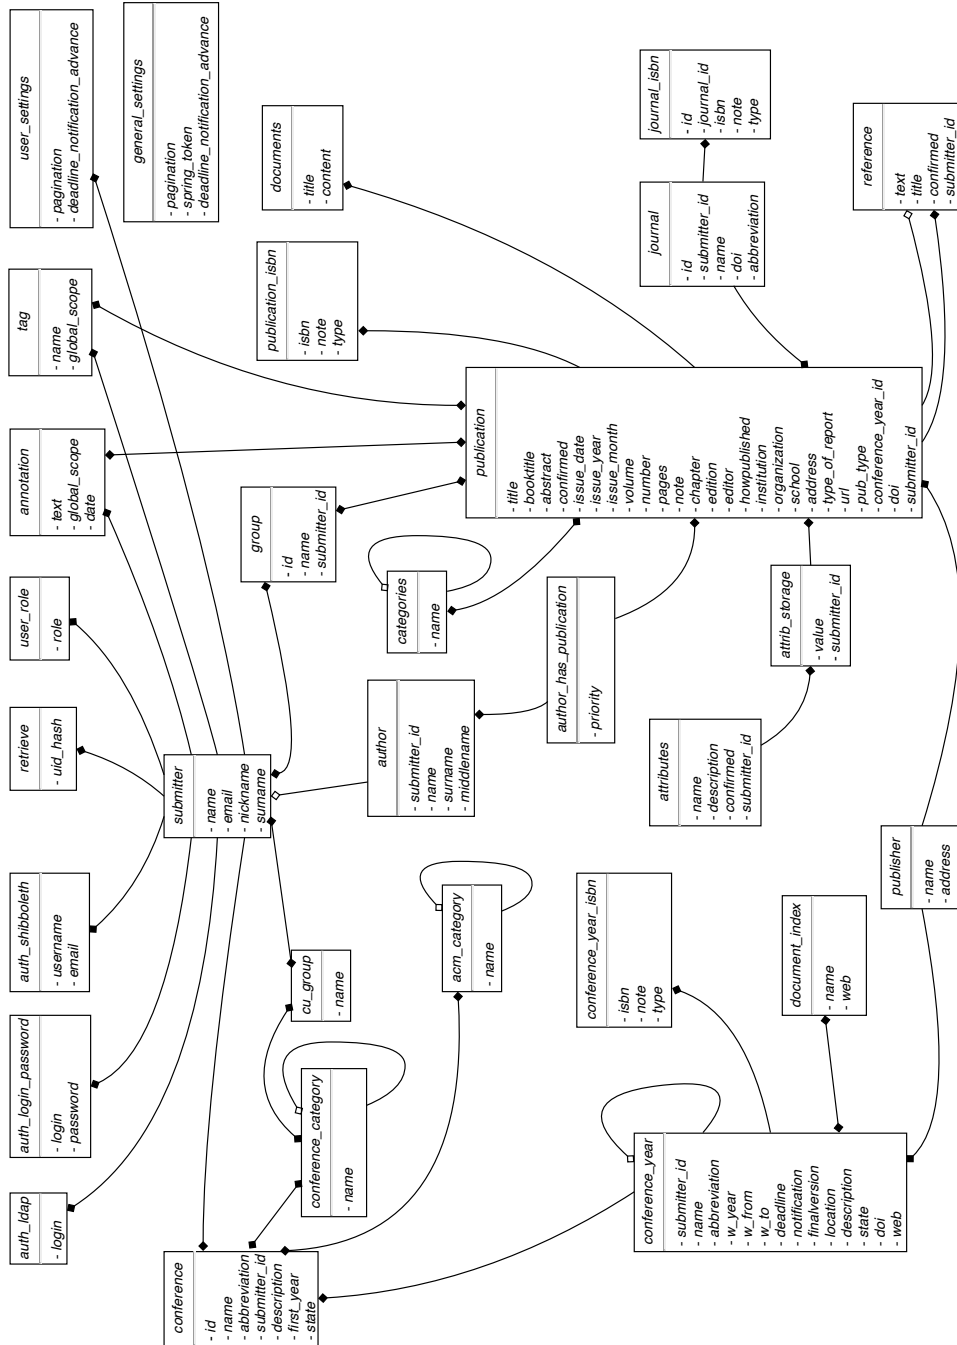 auth_ldap
- login
auth_login_password
- login
- password
auth_shibboleth
- username
- email
retrieve
- uid_hash
user_role
- role
annotation
- text
- global_scope
- date
tag
- name
- global_scope
user_settings
- pagination
- deadline_notification_advance
general_settings
- pagination
- spring_token
- deadline_notification_advance
conference
- id
- name
- abbreviation
- submitter_id
- description
- first_year
- state
submitter
- name
- email
- nickname
- surname
group
- id
- name
- submitter_id
publication_isbn
- isbn
- note
- type
documents
- title
- content
conference_category
- name
cu_group
- name
author
- submitter_id
- name
- surname
- middlename
categories
- name
acm_category
- name
publication
- title
- booktitle
- abstract
- confirmed
- issue_date
- issue_year
- issue_month
- volume
- number
- pages
- note
- chapter
- edition
- editor
- howpublished
- institution
- organization
- school
- address
- type_of_report
- url
- pub_type
- conference_year_id
- doi
- submitter_id
conference_year_isbn
- isbn
- note
- type
author_has_publication
- priority
journal
- id
- submitter_id
- name
- doi
- abbreviation
journal_isbn
- id
- journal_id
- isbn
- note
- type
conference_year
- submitter_id
- name
- abbreviation
- w_year
- w_from
- w_to
- deadline
- notification
- finalversion
- location
- description
- state
- doi
- web
attributes
- name
- description
- confirmed
- submitter_id
attrib_storage
- value
- submitter_id
document_index
- name
- web
publisher
- name
- address
reference
- text
- title
- confirmed
- submitter_id